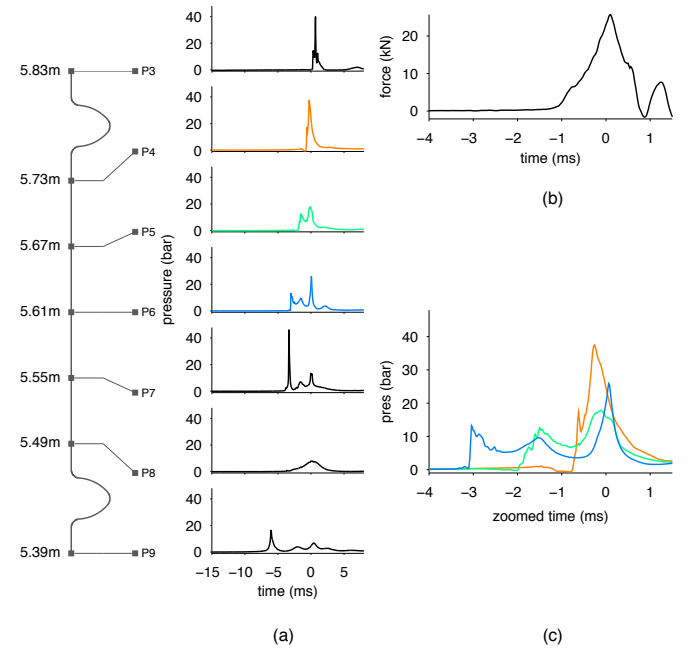 5.83m
P3
5.73m
P4
5.67m
P5
5.61m
P6
5.55m
P7
5.49m
P8
5.39m
P9
pressure (bar)
40
20
0
40
20
0
40
20
0
40
20
0
40
20
0
40
20
0
40
20
0
−15 −10 −5 0 5
time (ms)
(a)
force (kN)
20
10
0
−4 −3 −2 −1 0 1
time (ms)
(b)
pres (bar)
40
30
20
10
0
−4 −3 −2 −1 0 1
zoomed time (ms)
(c)